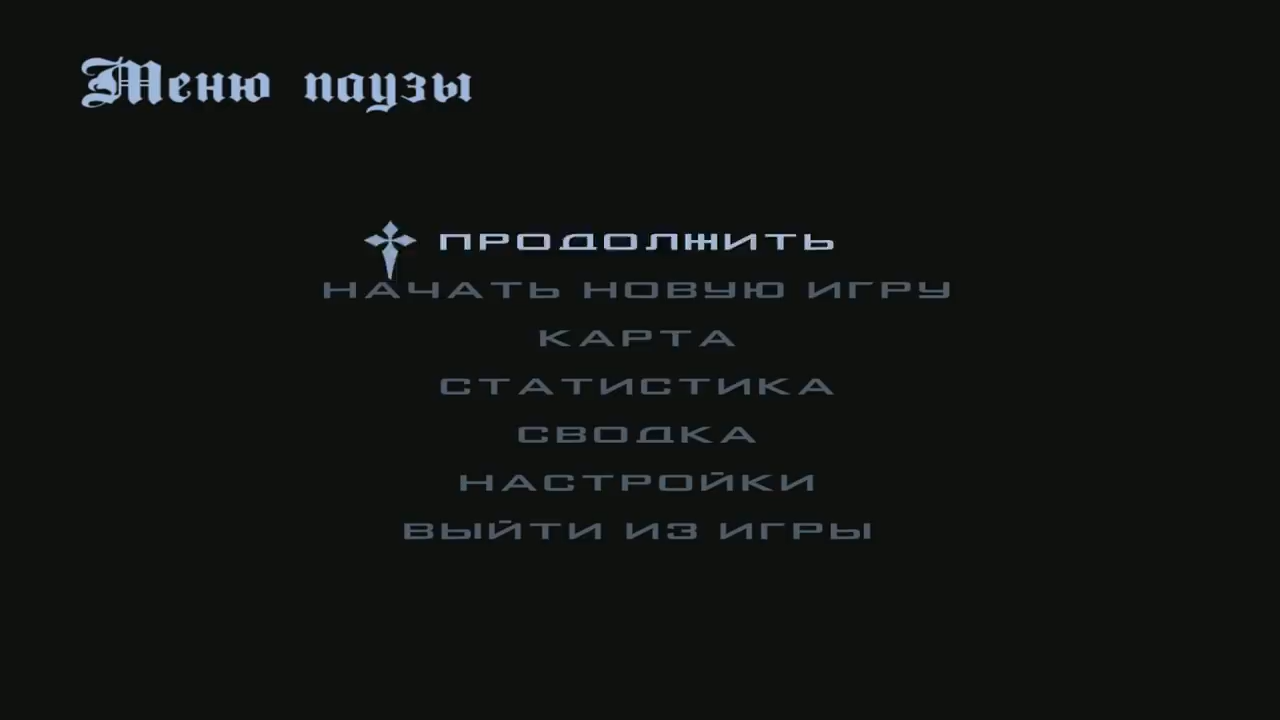 Меню паузы
ПРОДОЛЖИТЬ
НАЧАТЬ НОВУЮ ИГРУ
КАРТА
СТАТИСТИКА
СВОДКА
НАСТРОЙКИ
ВЫЙТИ ИЗ ИГРЫ